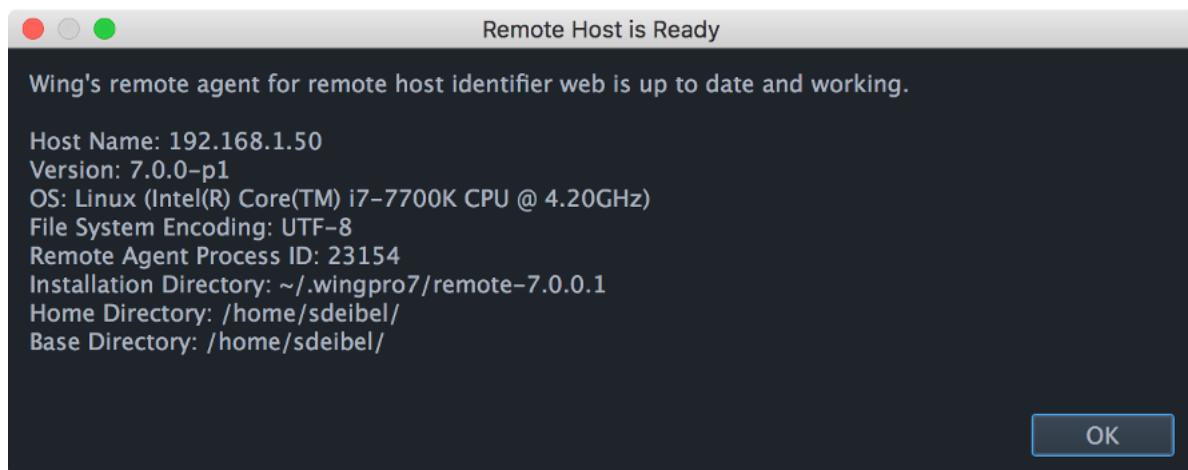 Remote Host is Ready
Wing's remote agent for remote host identifier web is up to date and working.
Host Name: 192.168.1.50
Version: 7.0.0-p1
OS: Linux (Intel(R) Core(TM) i7-7700K CPU @ 4.20GHz)
File System Encoding: UTF-8
Remote Agent Process ID: 23154
Installation Directory: ~/.wingpro7/remote-7.0.0.1
Home Directory: /home/sdeibel/
Base Directory: /home/sdeibel/
OK